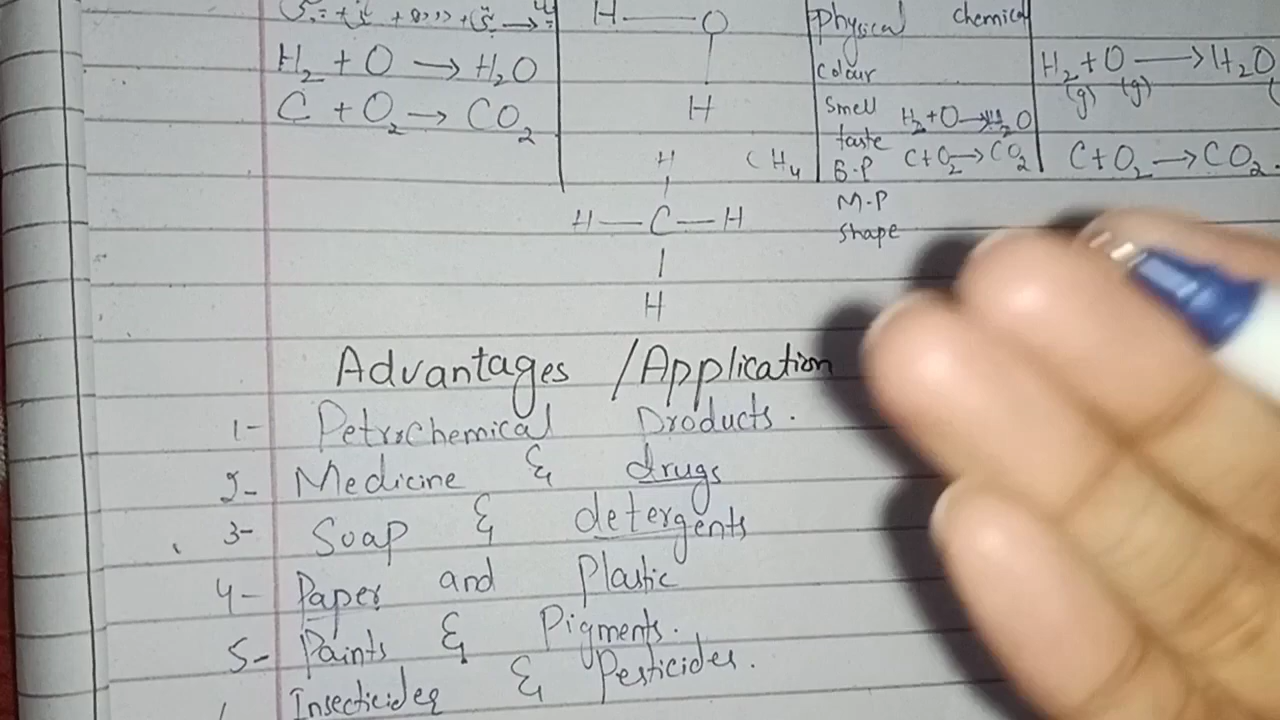 H — O
H
H₂ + O → H₂O
C + O₂ → CO₂
Physical chemical
colour
Smell H₂+O→H₂O
taste C+O₂→CO₂
B.P
M.P
shape
H₂+O → H₂O
(g) (g)
C+O₂ → CO₂.
H CH₄
H — C — H
H
Advantages / Application
1- Petrochemical Products.
2- Medicine & drugs
3- Soap & detergents
4- Paper and Plastic
5- Paints & Pigments.
Insecticides & Pesticides.